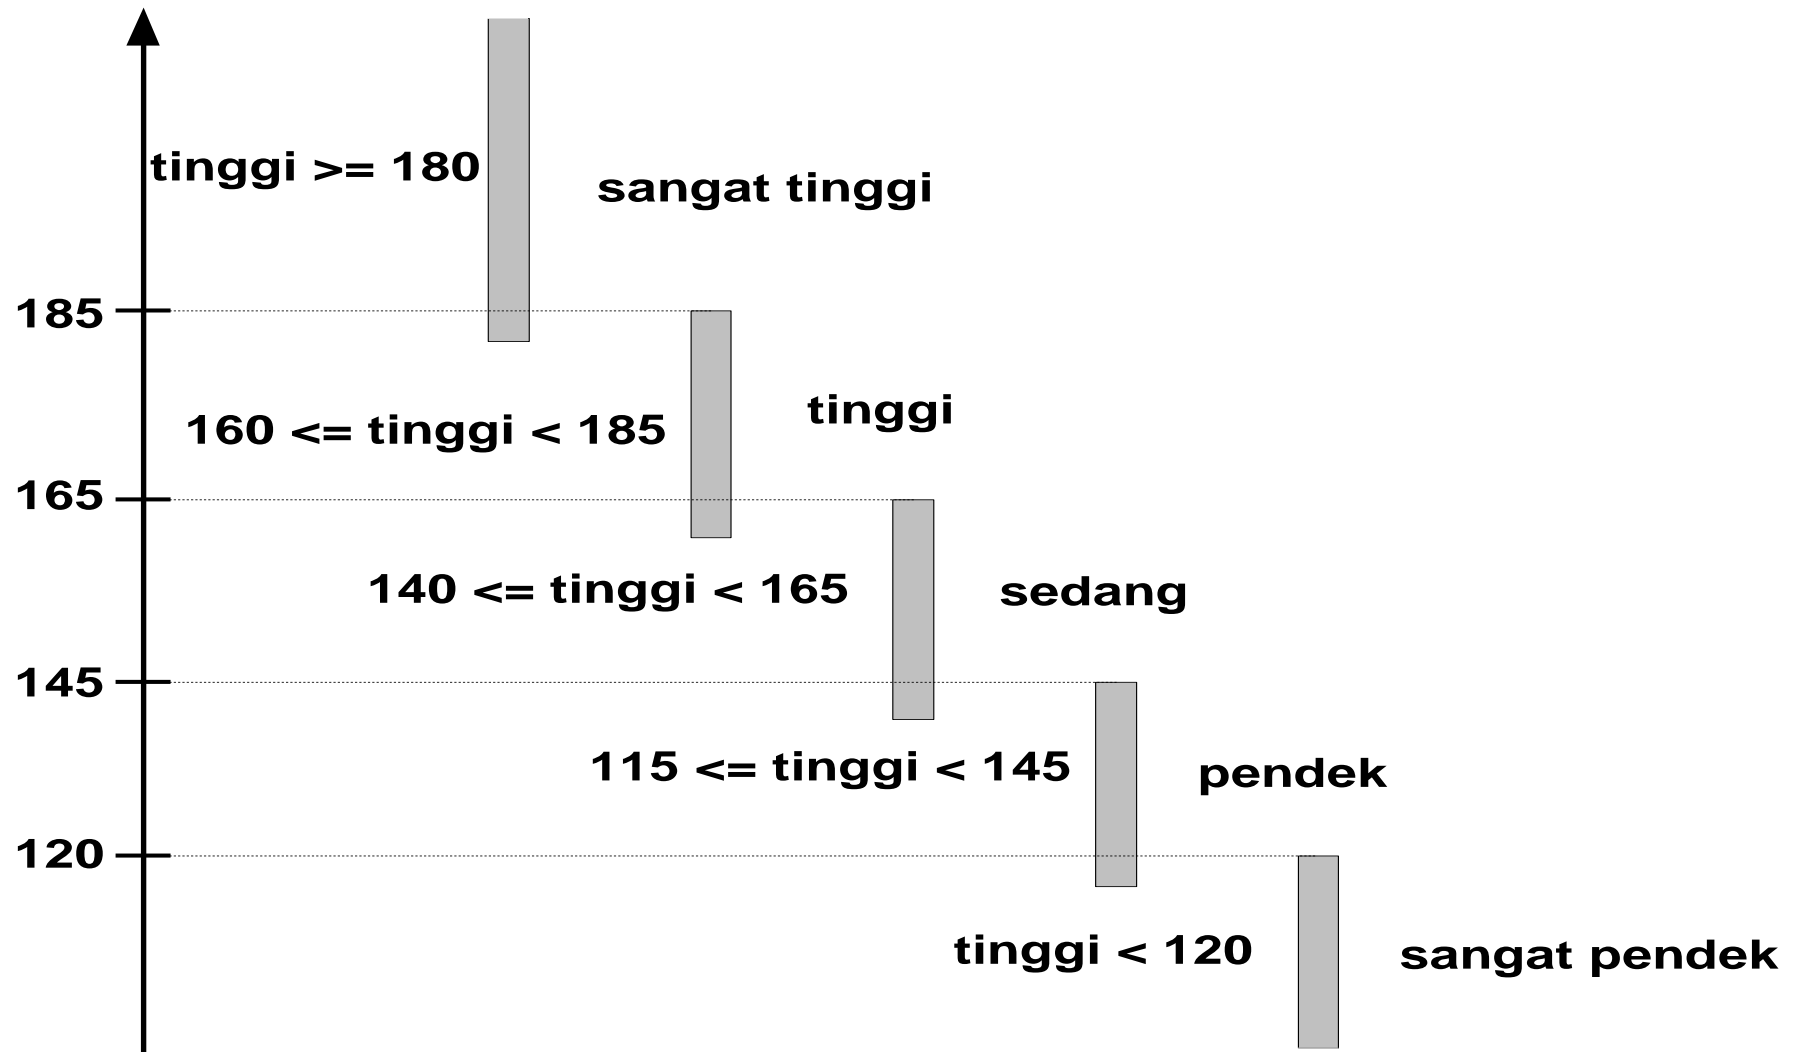 tinggi >= 180
sangat tinggi
185
tinggi
160 <= tinggi < 185
165
140 <= tinggi < 165
sedang
145
115 <= tinggi < 145
pendek
120
tinggi < 120
sangat pendek